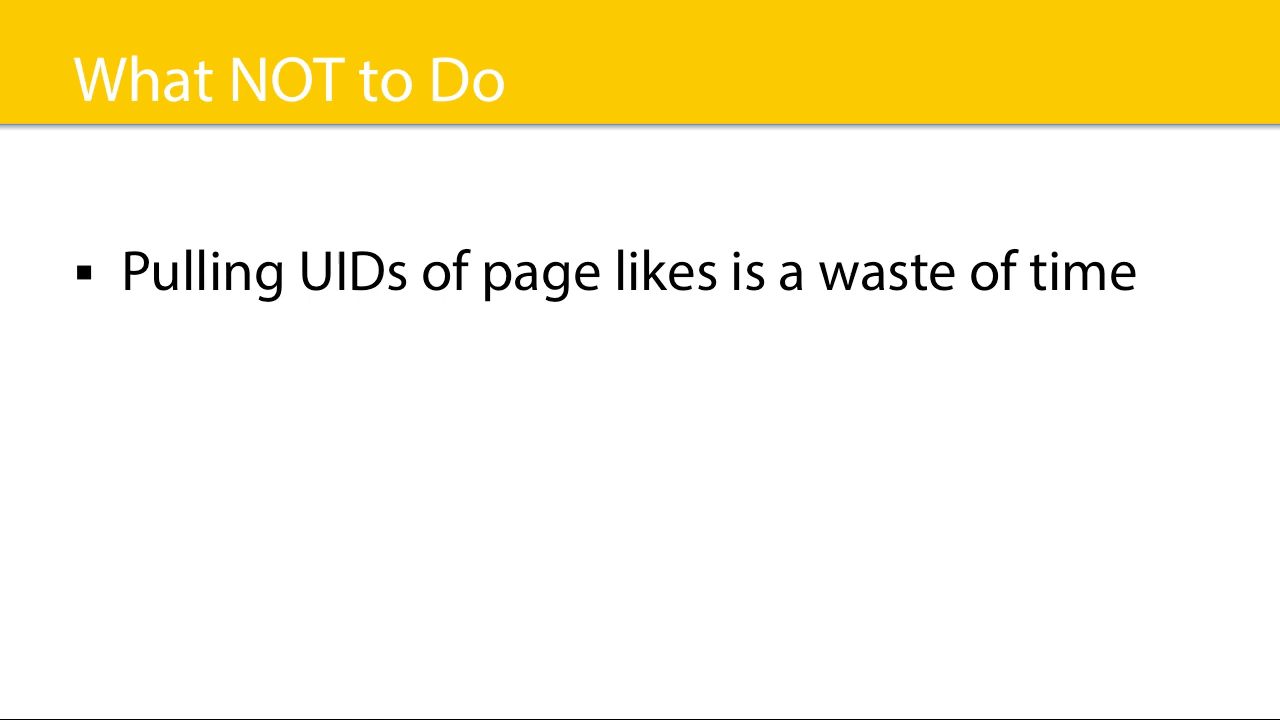 What NOT to Do
▪ Pulling UIDs of page likes is a waste of time